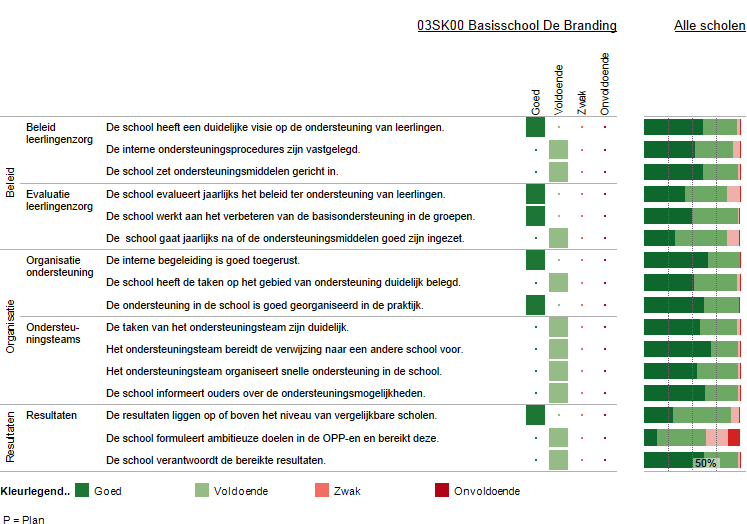 03SK00 Basisschool De Branding
Alle scholen
Goed
Voldoende
Zwak
Onvoldoende
Beleid
Beleid
leerlingenzorg
De school heeft een duidelijke visie op de ondersteuning van leerlingen.
De interne ondersteuningsprocedures zijn vastgelegd.
De school zet ondersteuningsmiddelen gericht in.
Evaluatie
leerlingenzorg
De school evalueert jaarlijks het beleid ter ondersteuning van leerlingen.
De school werkt aan het verbeteren van de basisondersteuning in de groepen.
De  school gaat jaarlijks na of de ondersteuningsmiddelen goed zijn ingezet.
Organisatie
Organisatie
ondersteuning
De interne begeleiding is goed toegerust.
De school heeft de taken op het gebied van ondersteuning duidelijk belegd.
De ondersteuning in de school is goed georganiseerd in de praktijk.
Ondersteu-
ningsteams
De taken van het ondersteuningsteam zijn duidelijk.
Het ondersteuningsteam bereidt de verwijzing naar een andere school voor.
Het ondersteuningsteam organiseert snelle ondersteuning in de school.
De school informeert ouders over de ondersteuningsmogelijkheden.
Resultaten
Resultaten
De resultaten liggen op of boven het niveau van vergelijkbare scholen.
De school formuleert ambitieuze doelen in de OPP-en en bereikt deze.
De school verantwoordt de bereikte resultaten.
50%
Kleurlegend.. Goed Voldoende Zwak Onvoldoende
P = Plan